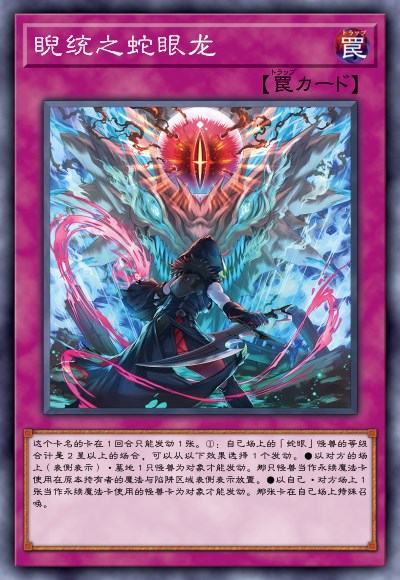 睨统之蛇眼龙
トラップ
罠
トラップ
【罠カード】
这个卡名的卡在１回合只能发动１张。①：自己场上的「蛇眼」怪兽的等级
合计是２星以上的场合，可以从以下效果选择１个发动。●以对方的场
上（表侧表示）·墓地１只怪兽为对象才能发动。那只怪兽当作永续魔法卡
使用在原本持有者的魔法与陷阱区域表侧表示放置。●以自己·对方场上１
张当作永续魔法卡使用的怪兽卡为对象才能发动。那张卡在自己场上特殊召
唤。